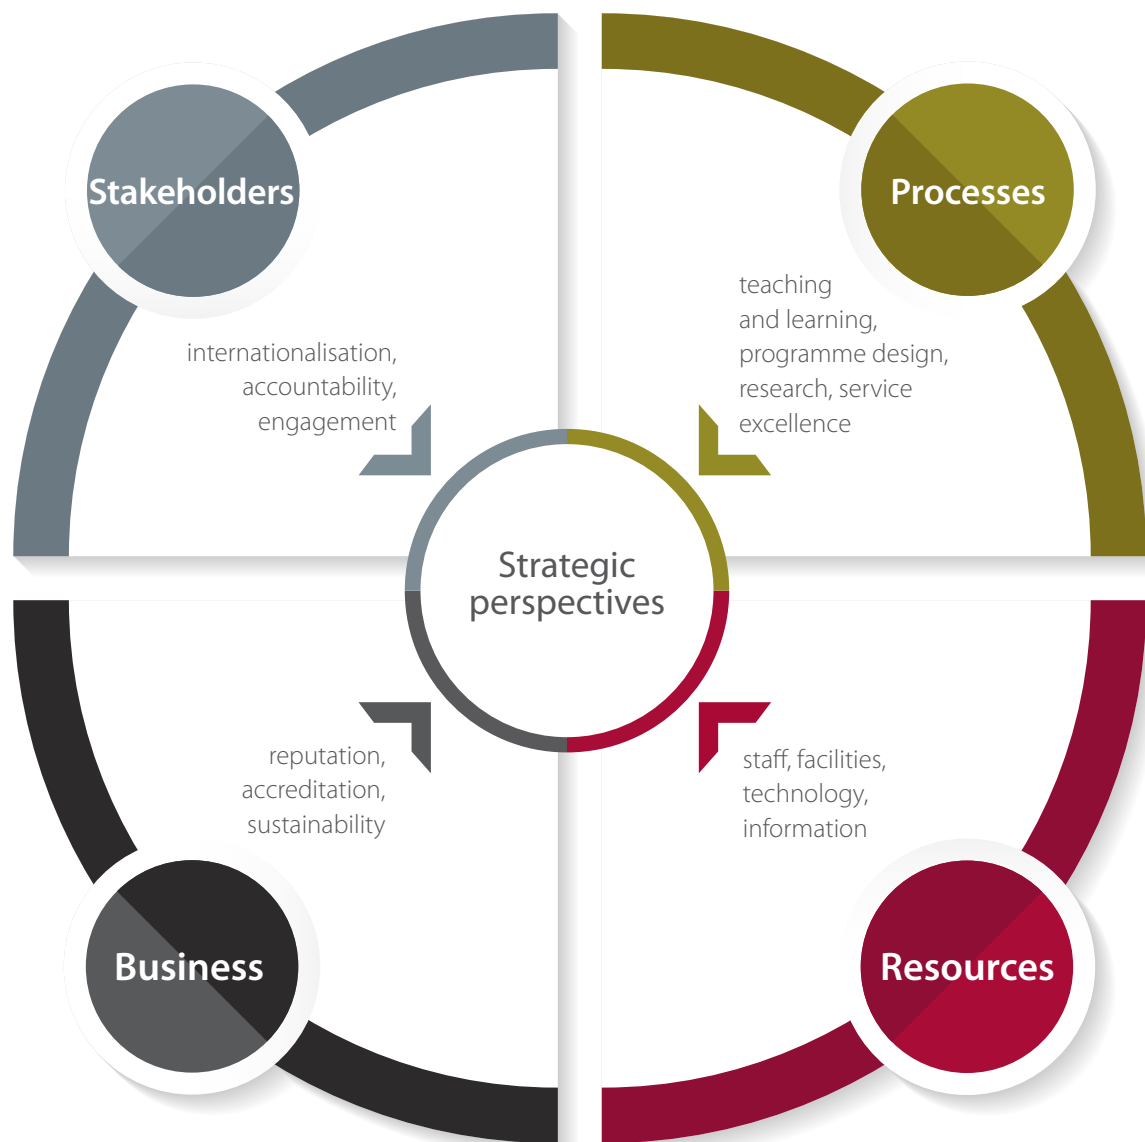 Stakeholders
internationalisation,
accountability,
engagement
Processes
teaching
and learning,
programme design,
research, service
excellence
Strategic
perspectives
reputation,
accreditation,
sustainability
Business
staff, facilities,
technology,
information
Resources